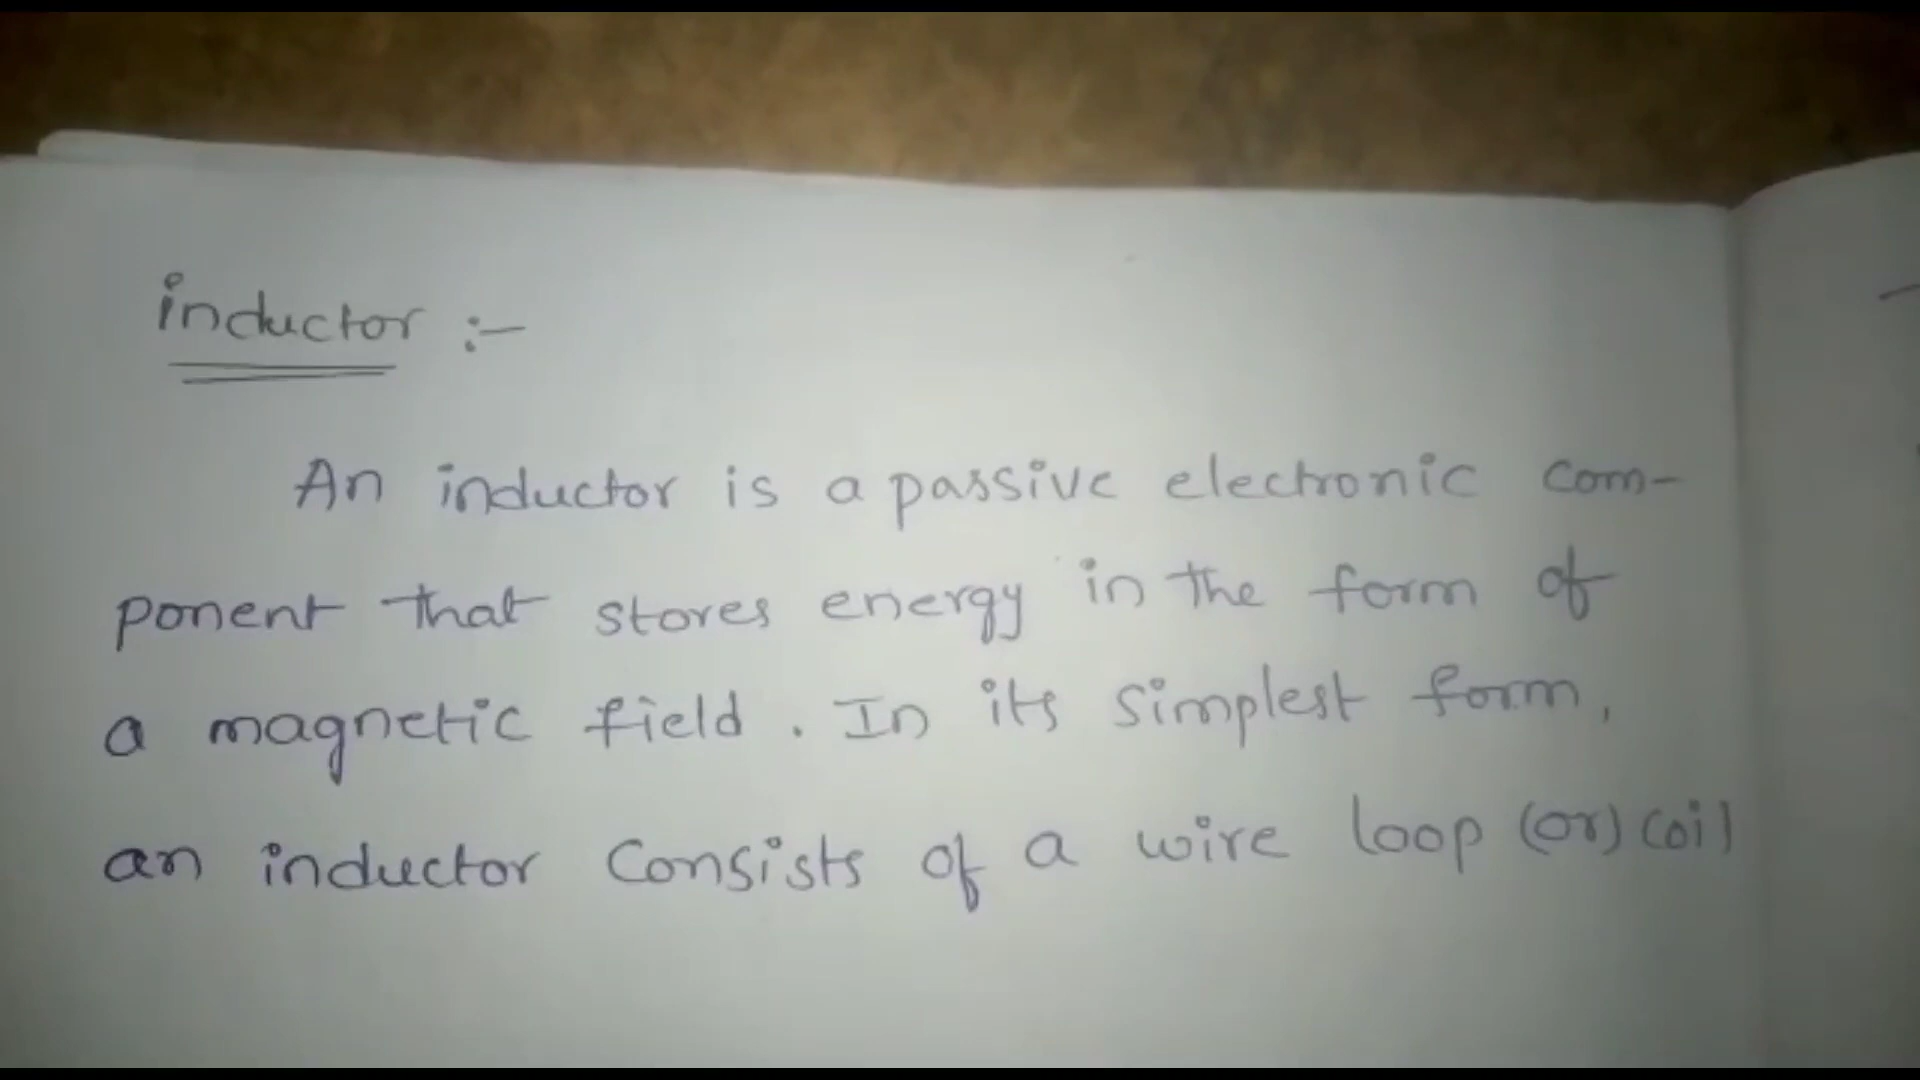 inductor :-
An inductor is a passive electronic com-
ponent that stores energy in the form of
a magnetic field. In its simplest form,
an inductor Consists of a wire loop (or) coil